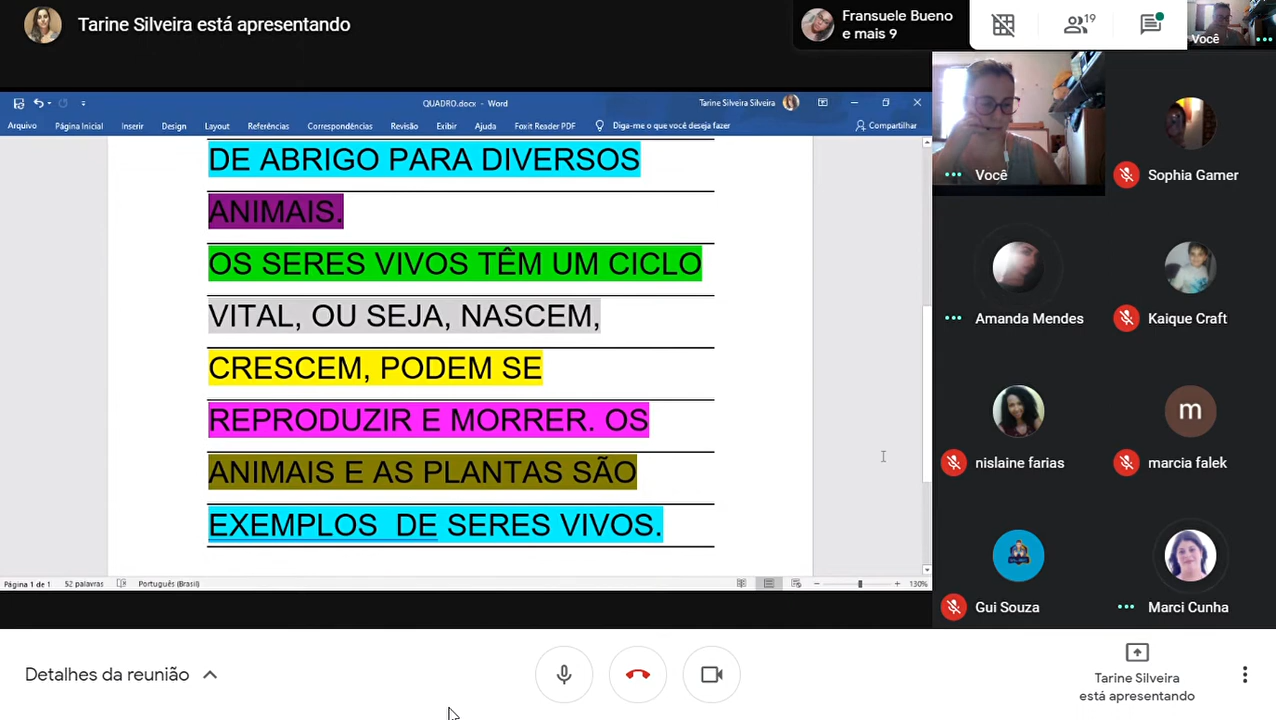 Tarine Silveira está apresentando
Fransuele Bueno
e mais 9
19
Você
QUADRO.docx - Word
Tarine Silveira Silveira
Arquivo
Página Inicial
Inserir
Design
Layout
Referências
Correspondências
Revisão
Exibir
Ajuda
Foxit Reader PDF
Diga-me o que você deseja fazer
Compartilhar
DE ABRIGO PARA DIVERSOS
ANIMAIS.
OS SERES VIVOS TÊM UM CICLO
VITAL, OU SEJA, NASCEM,
CRESCEM, PODEM SE
REPRODUZIR E MORRER. OS
ANIMAIS E AS PLANTAS SÃO
EXEMPLOS  DE SERES VIVOS.
Página 1 de 1
52 palavras
Português (Brasil)
130%
Você
Sophia Gamer
Amanda Mendes
Kaique Craft
nislaine farias
m
marcia falek
Gui Souza
Marci Cunha
Detalhes da reunião
Tarine Silveira
está apresentando